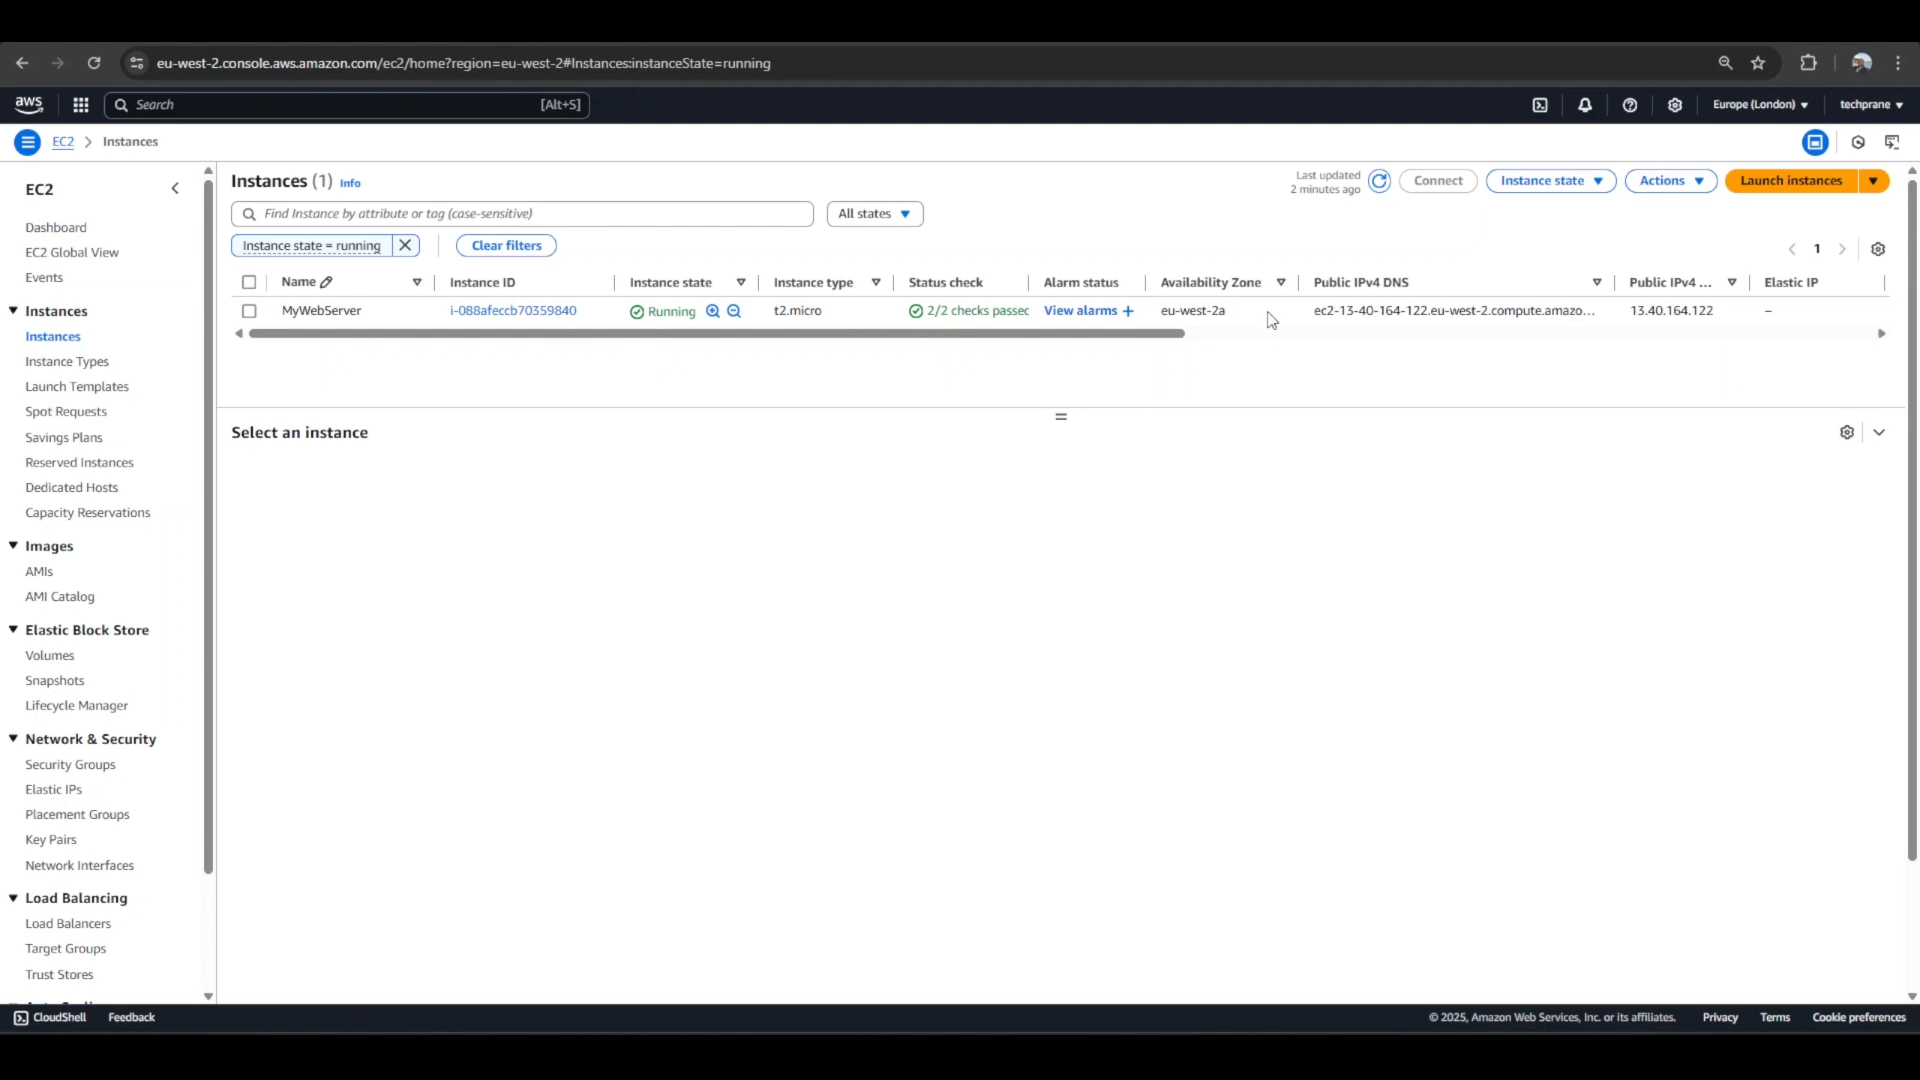 eu-west-2.console.aws.amazon.com/ec2/home?region=eu-west-2#Instances:instanceState=running
aws
Search
[Alt+S]
Europe (London)
techprane
EC2
Instances
EC2
Dashboard
EC2 Global View
Events
Instances
Instances
Instance Types
Launch Templates
Spot Requests
Savings Plans
Reserved Instances
Dedicated Hosts
Capacity Reservations
Images
AMIs
AMI Catalog
Elastic Block Store
Volumes
Snapshots
Lifecycle Manager
Network & Security
Security Groups
Elastic IPs
Placement Groups
Key Pairs
Network Interfaces
Load Balancing
Load Balancers
Target Groups
Trust Stores
Instances (1) Info
Last updated
2 minutes ago
Connect
Instance state
Actions
Launch instances
Find Instance by attribute or tag (case-sensitive)
All states
Instance state = running
Clear filters
1
Name Instance ID Instance state Instance type Status check Alarm status Availability Zone Public IPv4 DNS Public IPv4 ... Elastic IP
MyWebServer i-088afeccb70359840 Running t2.micro 2/2 checks passed View alarms + eu-west-2a ec2-13-40-164-122.eu-west-2.compute.amazo... 13.40.164.122 –
Select an instance
CloudShell
Feedback
© 2025, Amazon Web Services, Inc. or its affiliates.
Privacy
Terms
Cookie preferences